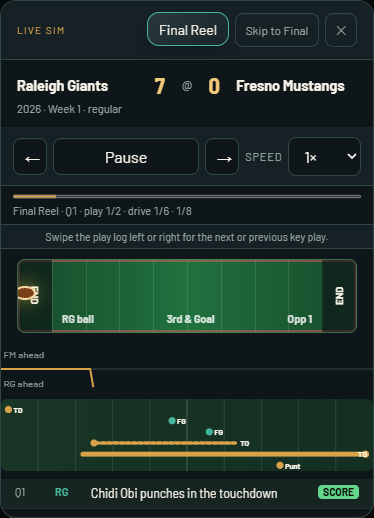 LIVE SIM
Final Reel
Skip to Final
×
Raleigh Giants 7 @ 0 Fresno Mustangs
2026 · Week 1 · regular
← Pause → SPEED 1×
Final Reel · Q1 · play 1/2 · drive 1/6 · 1/8
Swipe the play log left or right for the next or previous key play.
END
END
RG ball 3rd & Goal Opp 1
FM ahead
RG ahead
TD
FG
FG
TO
TO
Punt
Q1 RG Chidi Obi punches in the touchdown SCORE